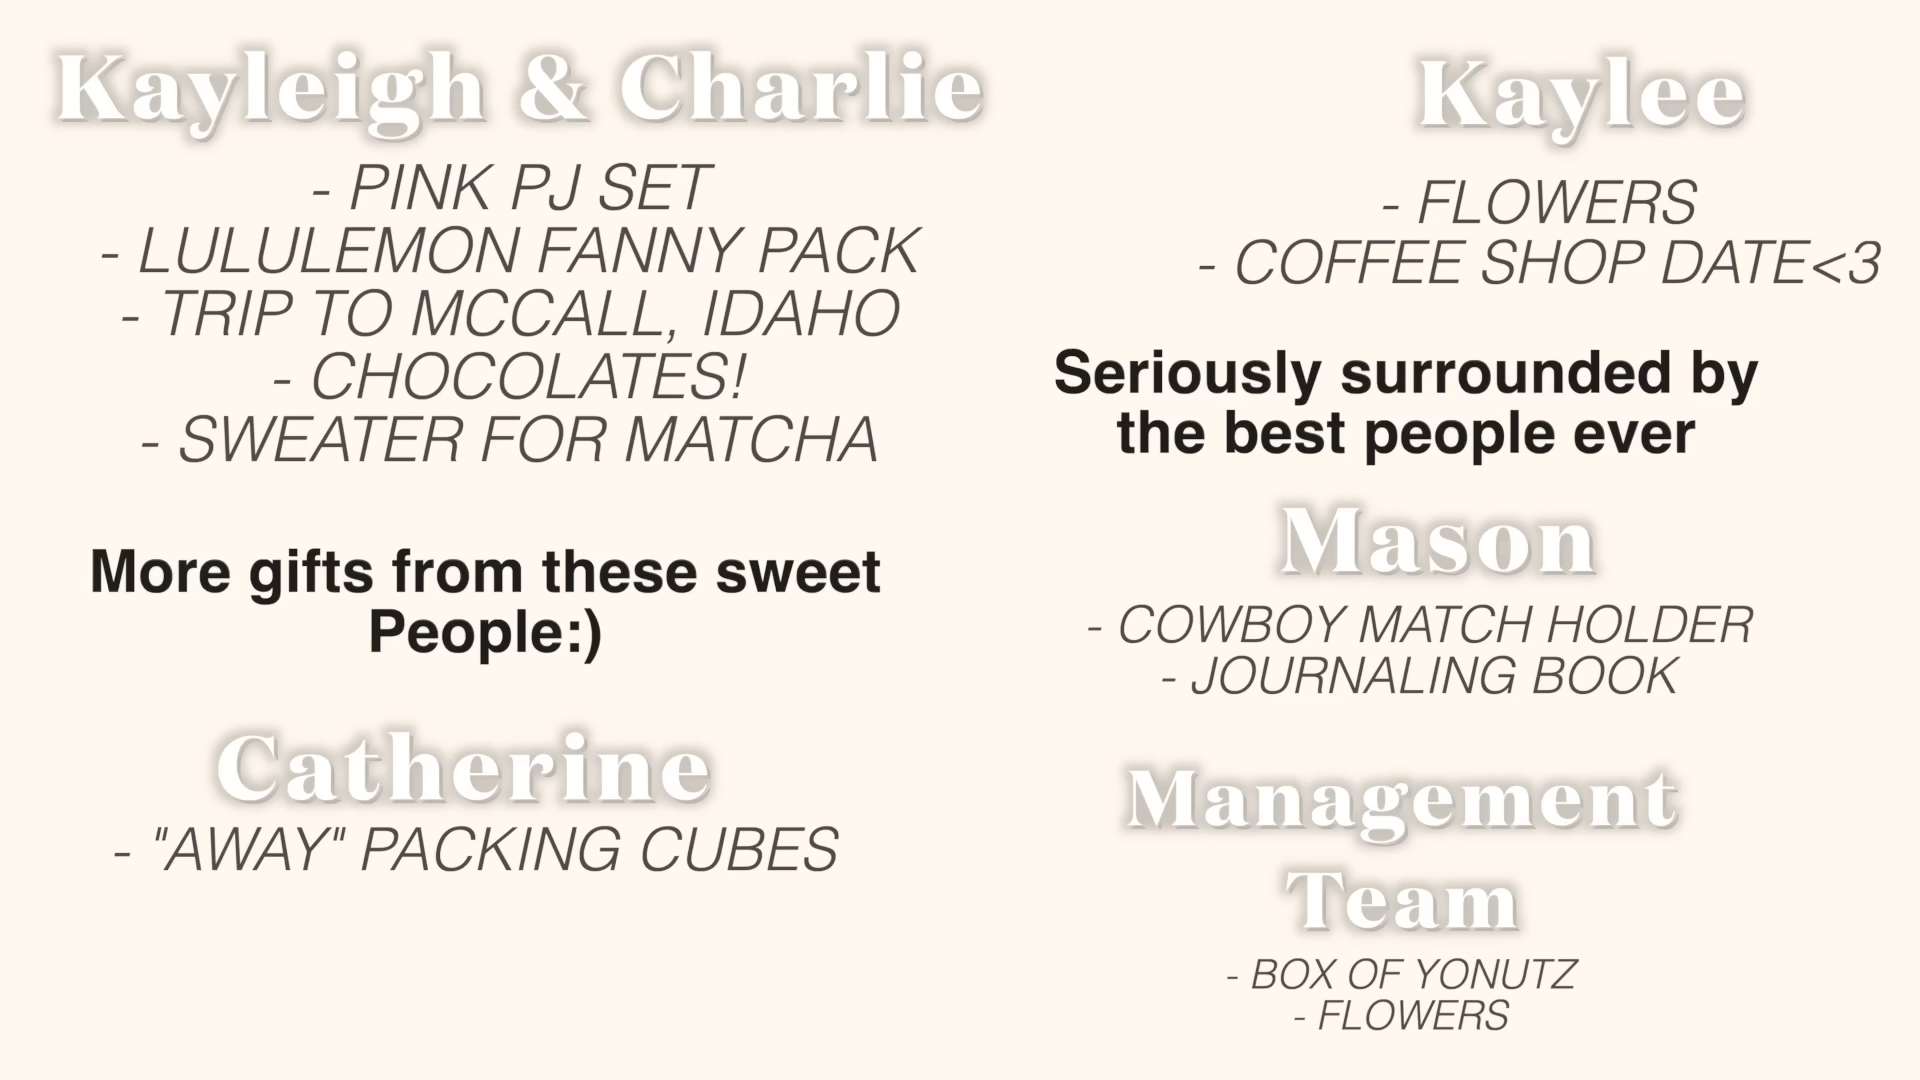 Kayleigh & Charlie
- PINK PJ SET
- LULULEMON FANNY PACK
- TRIP TO MCCALL, IDAHO
- CHOCOLATES!
- SWEATER FOR MATCHA
More gifts from these sweet
People:)
Catherine
- "AWAY" PACKING CUBES
Kaylee
- FLOWERS
- COFFEE SHOP DATE<3
Seriously surrounded by
the best people ever
Mason
- COWBOY MATCH HOLDER
- JOURNALING BOOK
Management
Team
- BOX OF YONUTZ
- FLOWERS